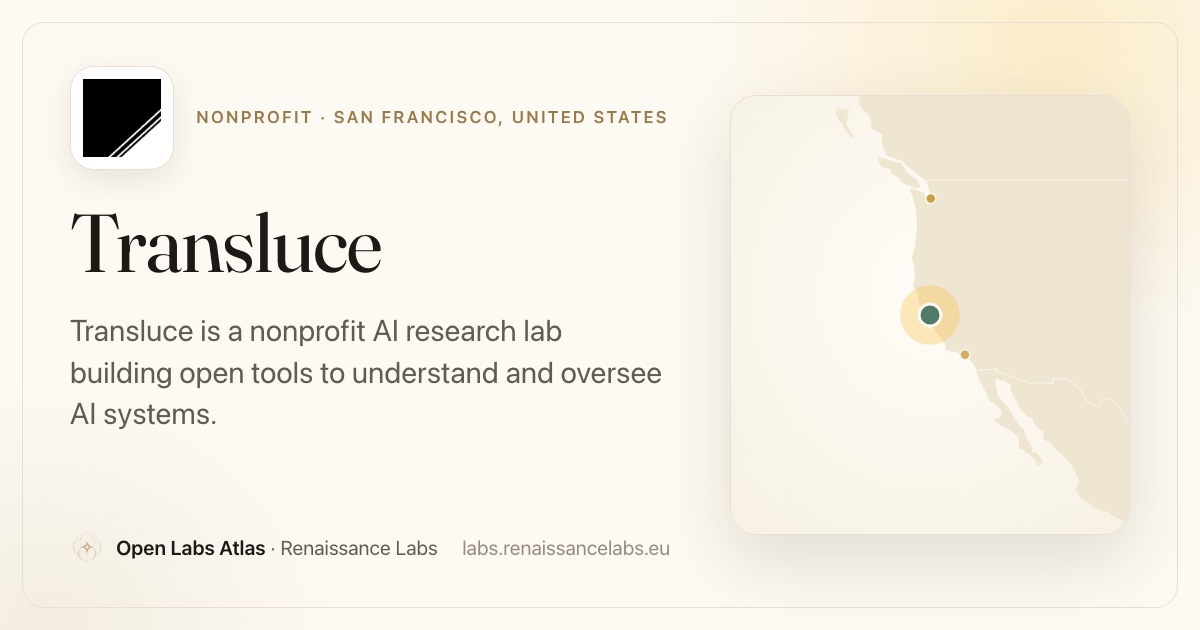 NONPROFIT · SAN FRANCISCO, UNITED STATES
Transluce
Transluce is a nonprofit AI research lab
building open tools to understand and oversee
AI systems.
Open Labs Atlas · Renaissance Labs labs.renaissancelabs.eu